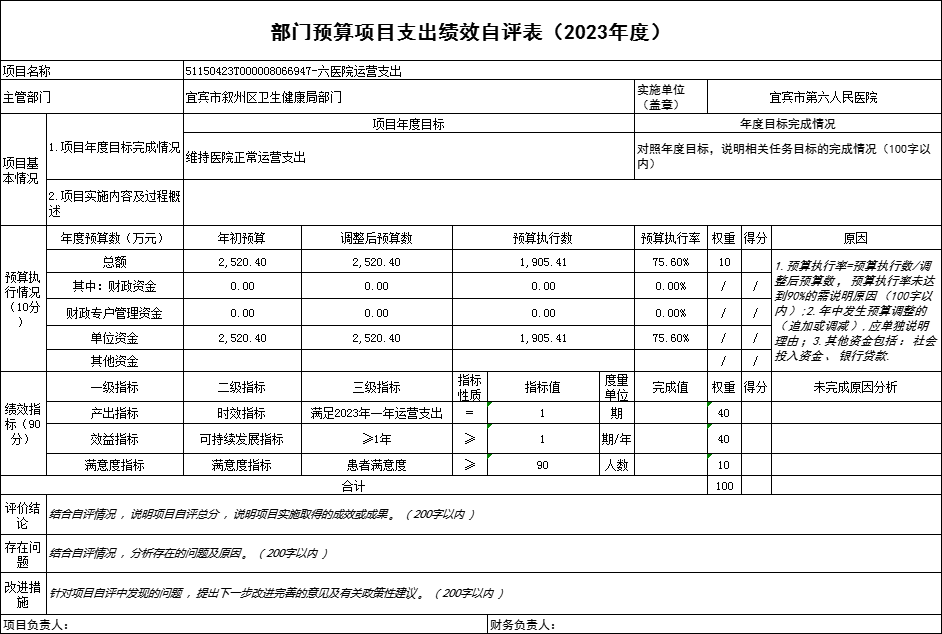 部门预算项目支出绩效自评表（2023年度）
项目名称 51150423T000008066947-六医院运营支出
主管部门 宜宾市叙州区卫生健康局部门 实施单位（盖章） 宜宾市第六人民医院
项目基本情况 1.项目年度目标完成情况 项目年度目标 年度目标完成情况
维持医院正常运营支出 对照年度目标，说明相关任务目标的完成情况（100字以内）
2.项目实施内容及过程概述
预算执行情况（10分） 年度预算数（万元） 年初预算 调整后预算数 预算执行数 预算执行率 权重 得分 原因
总额 2,520.40 2,520.40 1,905.41 75.60% 10
其中：财政资金 0.00 0.00 0.00 0.00% / /
财政专户管理资金 0.00 0.00 0.00 0.00% / /
单位资金 2,520.40 2,520.40 1,905.41 75.60% / /
其他资金 / /
1.预算执行率=预算执行数/调整后预算数，预算执行率未达到90%的需说明原因（100字以内）;2.年中发生预算调整的（追加或调减),应单独说明理由；3.其他资金包括：社会投入资金、银行贷款.
绩效指标（90分） 一级指标 二级指标 三级指标 指标性质 指标值 度量单位 完成值 权重 得分 未完成原因分析
产出指标 时效指标 满足2023年一年运营支出 ＝ 1 期 40
效益指标 可持续发展指标 ≥1年 ≥ 1 期/年 40
满意度指标 满意度指标 患者满意度 ≥ 90 人数 10
合计 100
评价结论 结合自评情况，说明项目自评总分，说明项目实施取得的成效或成果。（200字以内）
存在问题 结合自评情况，分析存在的问题及原因。（200字以内）
改进措施 针对项目自评中发现的问题，提出下一步改进完善的意见及有关政策性建议。（200字以内）
项目负责人： 财务负责人：